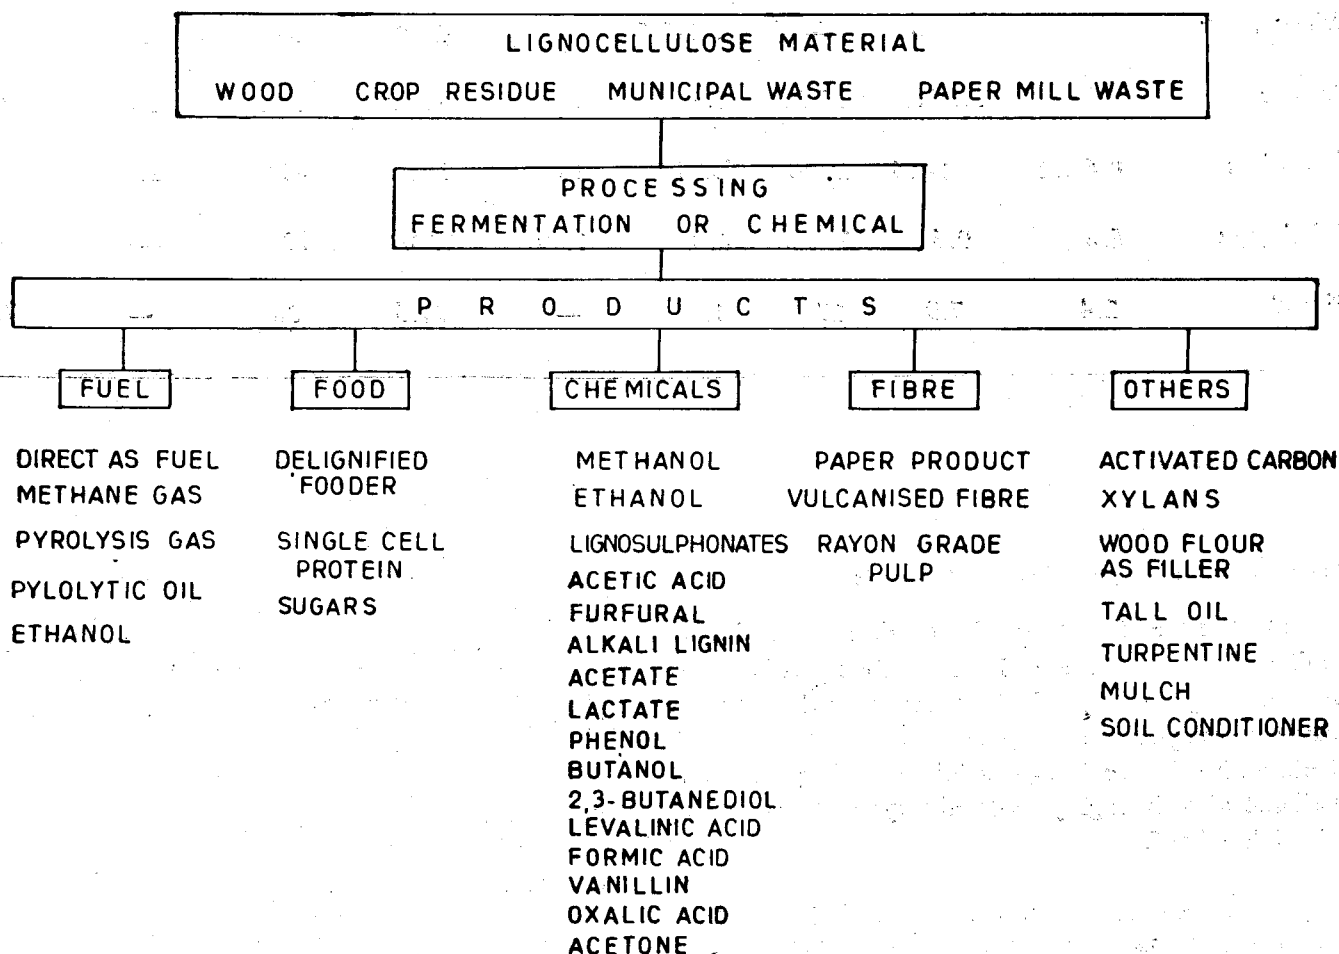 LIGNOCELLULOSE MATERIAL
WOOD CROP RESIDUE MUNICIPAL WASTE PAPER MILL WASTE
PROCESSING
FERMENTATION OR CHEMICAL
PRODUCTS
FUEL
DIRECT AS FUEL
METHANE GAS
PYROLYSIS GAS
PYLOLYTIC OIL
ETHANOL
FOOD
DELIGNIFIED
FOODER
SINGLE CELL
PROTEIN
SUGARS
CHEMICALS
METHANOL
ETHANOL
LIGNOSULPHONATES
ACETIC ACID
FURFURAL
ALKALI LIGNIN
ACETATE
LACTATE
PHENOL
BUTANOL
2,3-BUTANEDIOL
LEVALINIC ACID
FORMIC ACID
VANILLIN
OXALIC ACID
ACETONE
FIBRE
PAPER PRODUCT
VULCANISED FIBRE
RAYON GRADE
PULP
OTHERS
ACTIVATED CARBON
XYLANS
WOOD FLOUR
AS FILLER
TALL OIL
TURPENTINE
MULCH
SOIL CONDITIONER